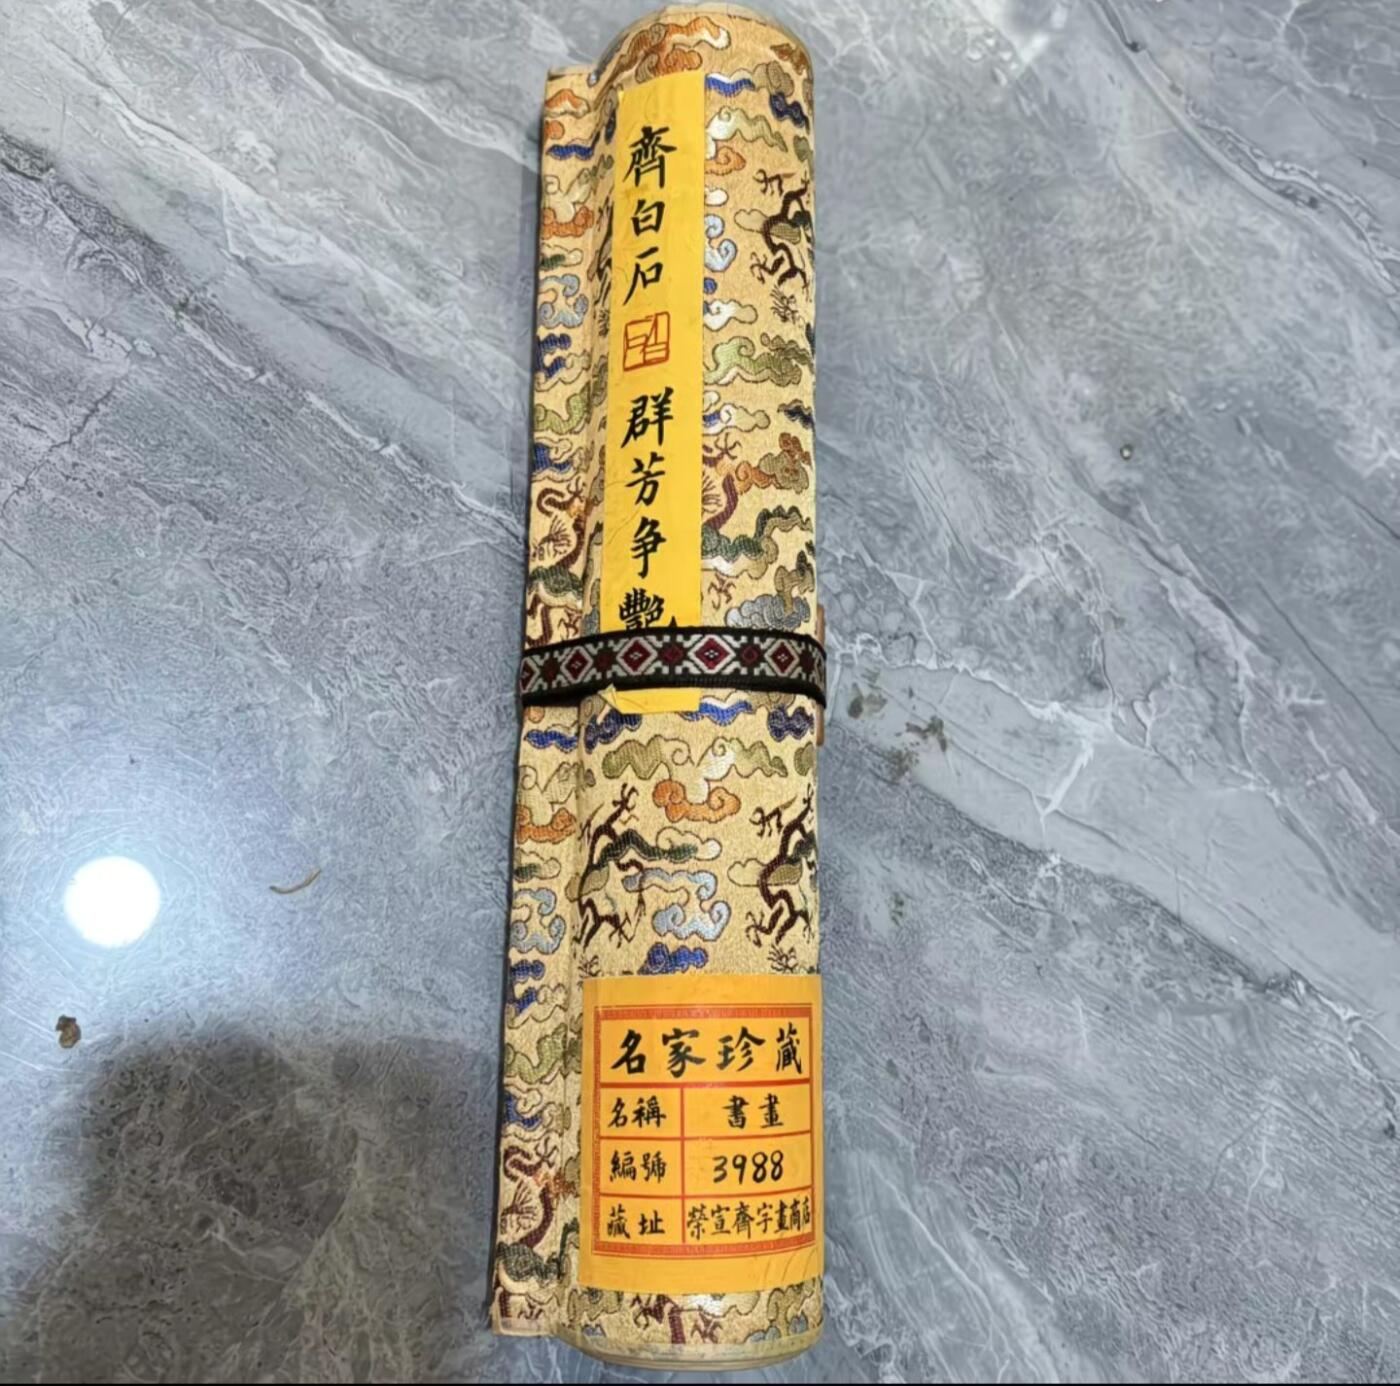 齊白石
群芳争艷
名家珍藏
名稱 書畫
編號 3988
藏址 榮宣齋字畫商店